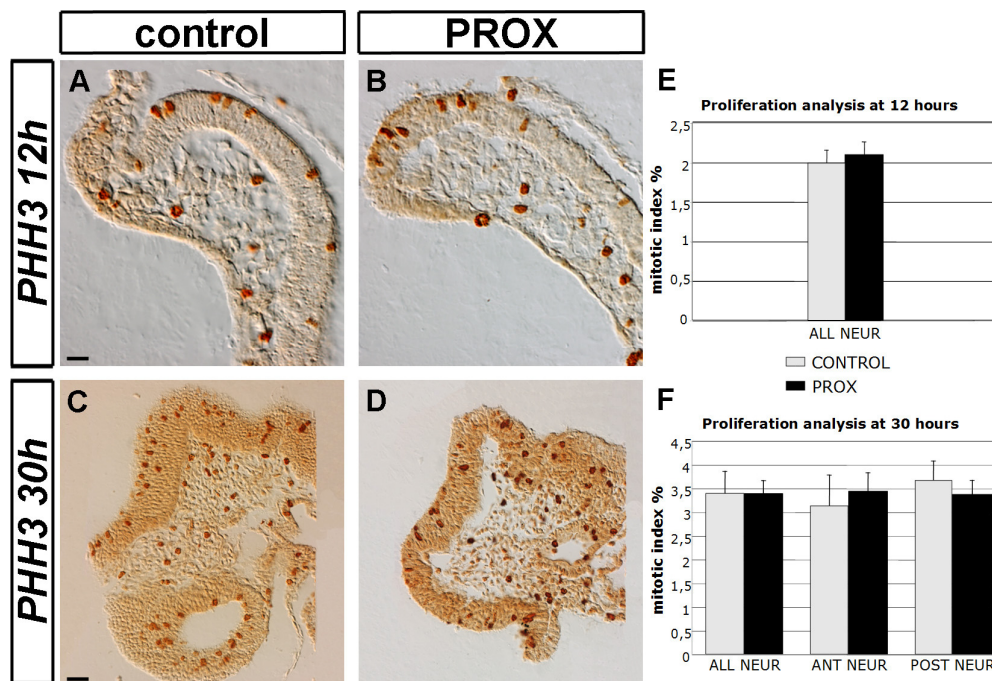 control
PROX
PHH3 12h
A
B
E
Proliferation analysis at 12 hours
mitotic index %
2,5
2
1,5
1
0,5
0
ALL NEUR
CONTROL
PROX
PHH3 30h
C
D
F
Proliferation analysis at 30 hours
mitotic index %
4,5
4
3,5
3
2,5
2
1,5
1
0,5
0
ALL NEUR
ANT NEUR
POST NEUR